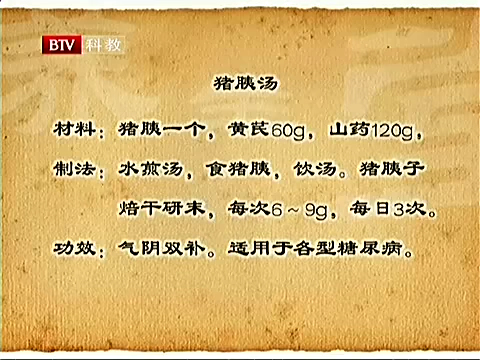 BTV 科教
猪胰汤
材料：猪胰一个，黄芪60g，山药120g，
制法：水煎汤，食猪胰，饮汤。猪胰子
焙干研末，每次6～9g，每日3次。
功效：气阴双补。适用于各型糖尿病。